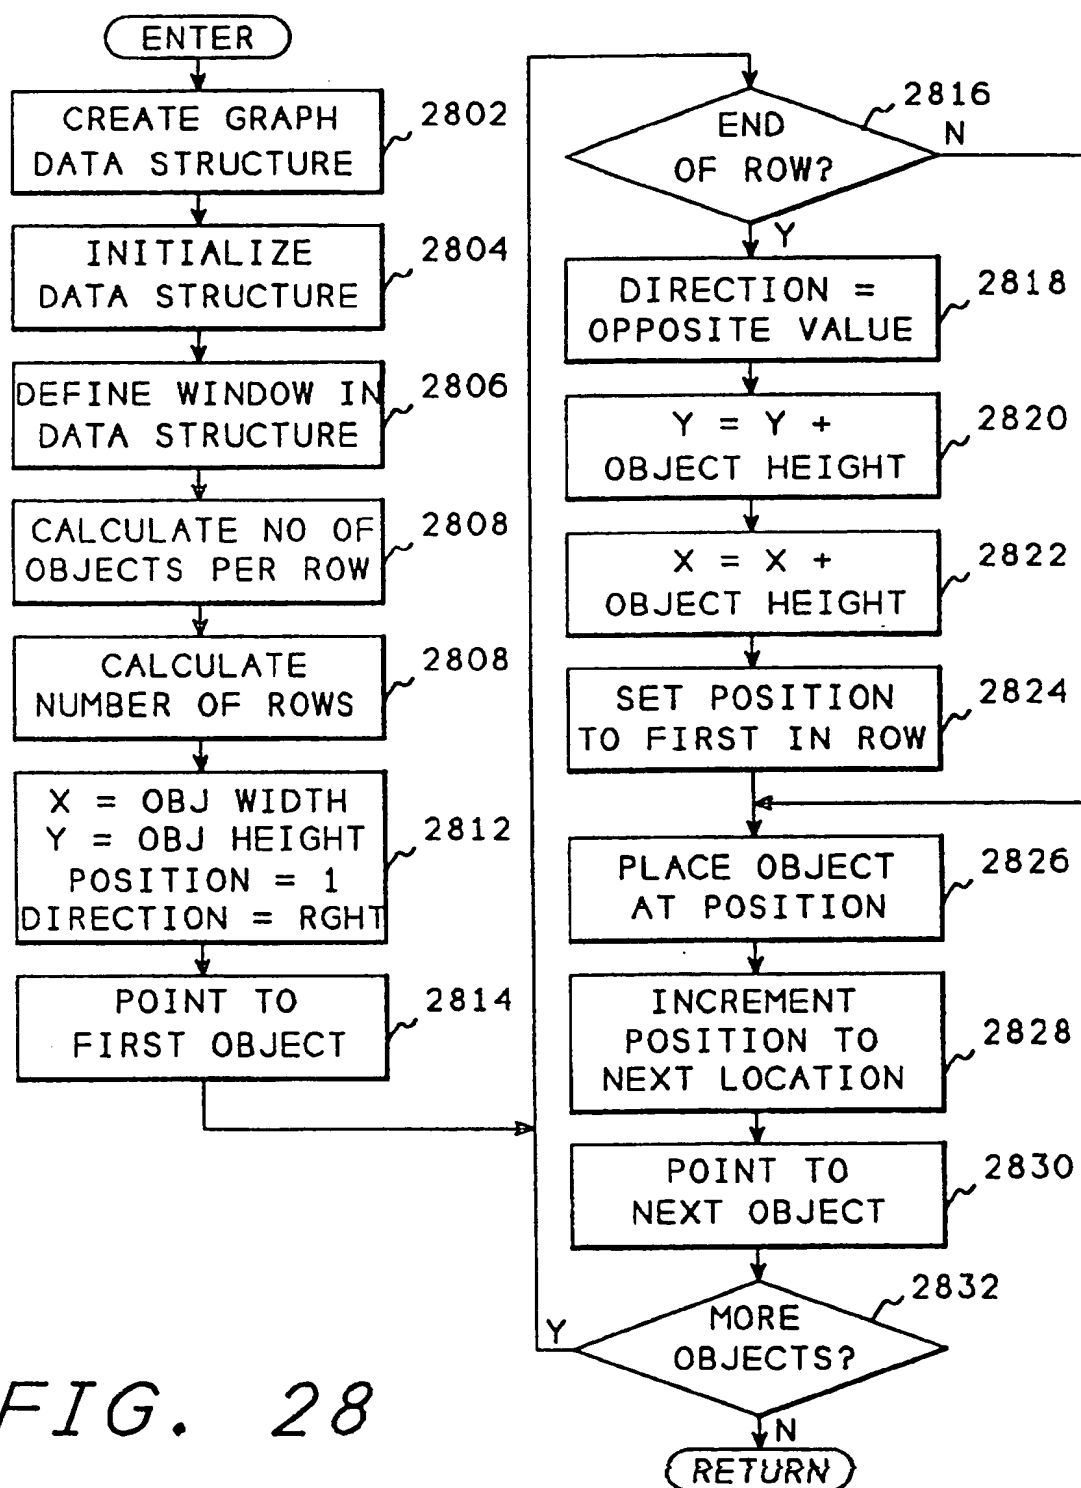 ENTER
CREATE GRAPH
DATA STRUCTURE
2802
INITIALIZE
DATA STRUCTURE
2804
DEFINE WINDOW IN
DATA STRUCTURE
2806
CALCULATE NO OF
OBJECTS PER ROW
2808
CALCULATE
NUMBER OF ROWS
2808
X = OBJ WIDTH
Y = OBJ HEIGHT
POSITION = 1
DIRECTION = RGHT
2812
POINT TO
FIRST OBJECT
2814
END
OF ROW?
2816
N
Y
DIRECTION =
OPPOSITE VALUE
2818
Y = Y +
OBJECT HEIGHT
2820
X = X +
OBJECT HEIGHT
2822
SET POSITION
TO FIRST IN ROW
2824
PLACE OBJECT
AT POSITION
2826
INCREMENT
POSITION TO
NEXT LOCATION
2828
POINT TO
NEXT OBJECT
2830
MORE
OBJECTS?
2832
Y
N
RETURN
FIG. 28